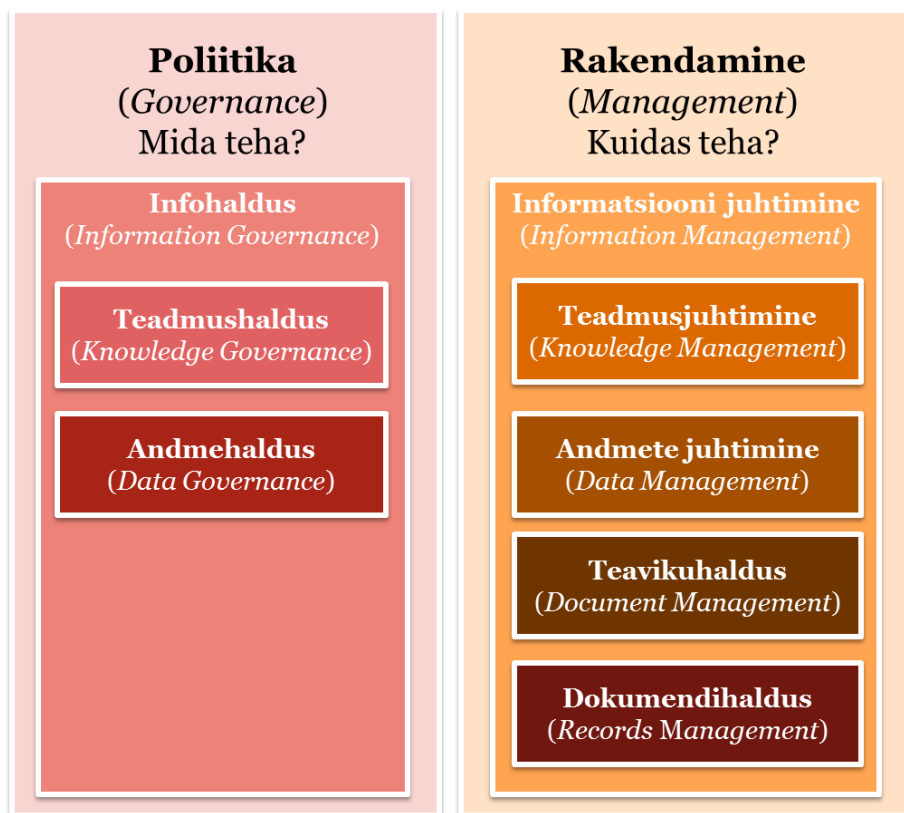 Poliitika
(Governance)
Mida teha?
Infohaldus
(Information Governance)
Teadmushaldus
(Knowledge Governance)
Andmehaldus
(Data Governance)
Rakendamine
(Management)
Kuidas teha?
Informatsiooni juhtimine
(Information Management)
Teadmusjuhtimine
(Knowledge Management)
Andmete juhtimine
(Data Management)
Teavikuhaldus
(Document Management)
Dokumendihaldus
(Records Management)